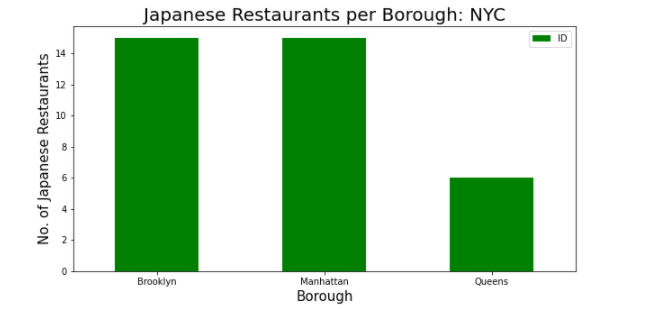 Japanese Restaurants per Borough: NYC
ID
No. of Japanese Restaurants
14
12
10
8
6
4
2
0
Brooklyn
Manhattan
Queens
Borough